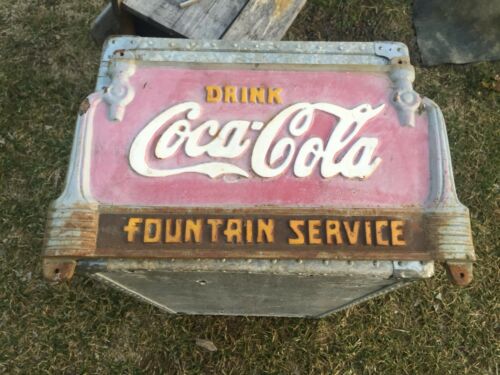 DRINK
Coca-Cola
FOUNTAIN SERVICE